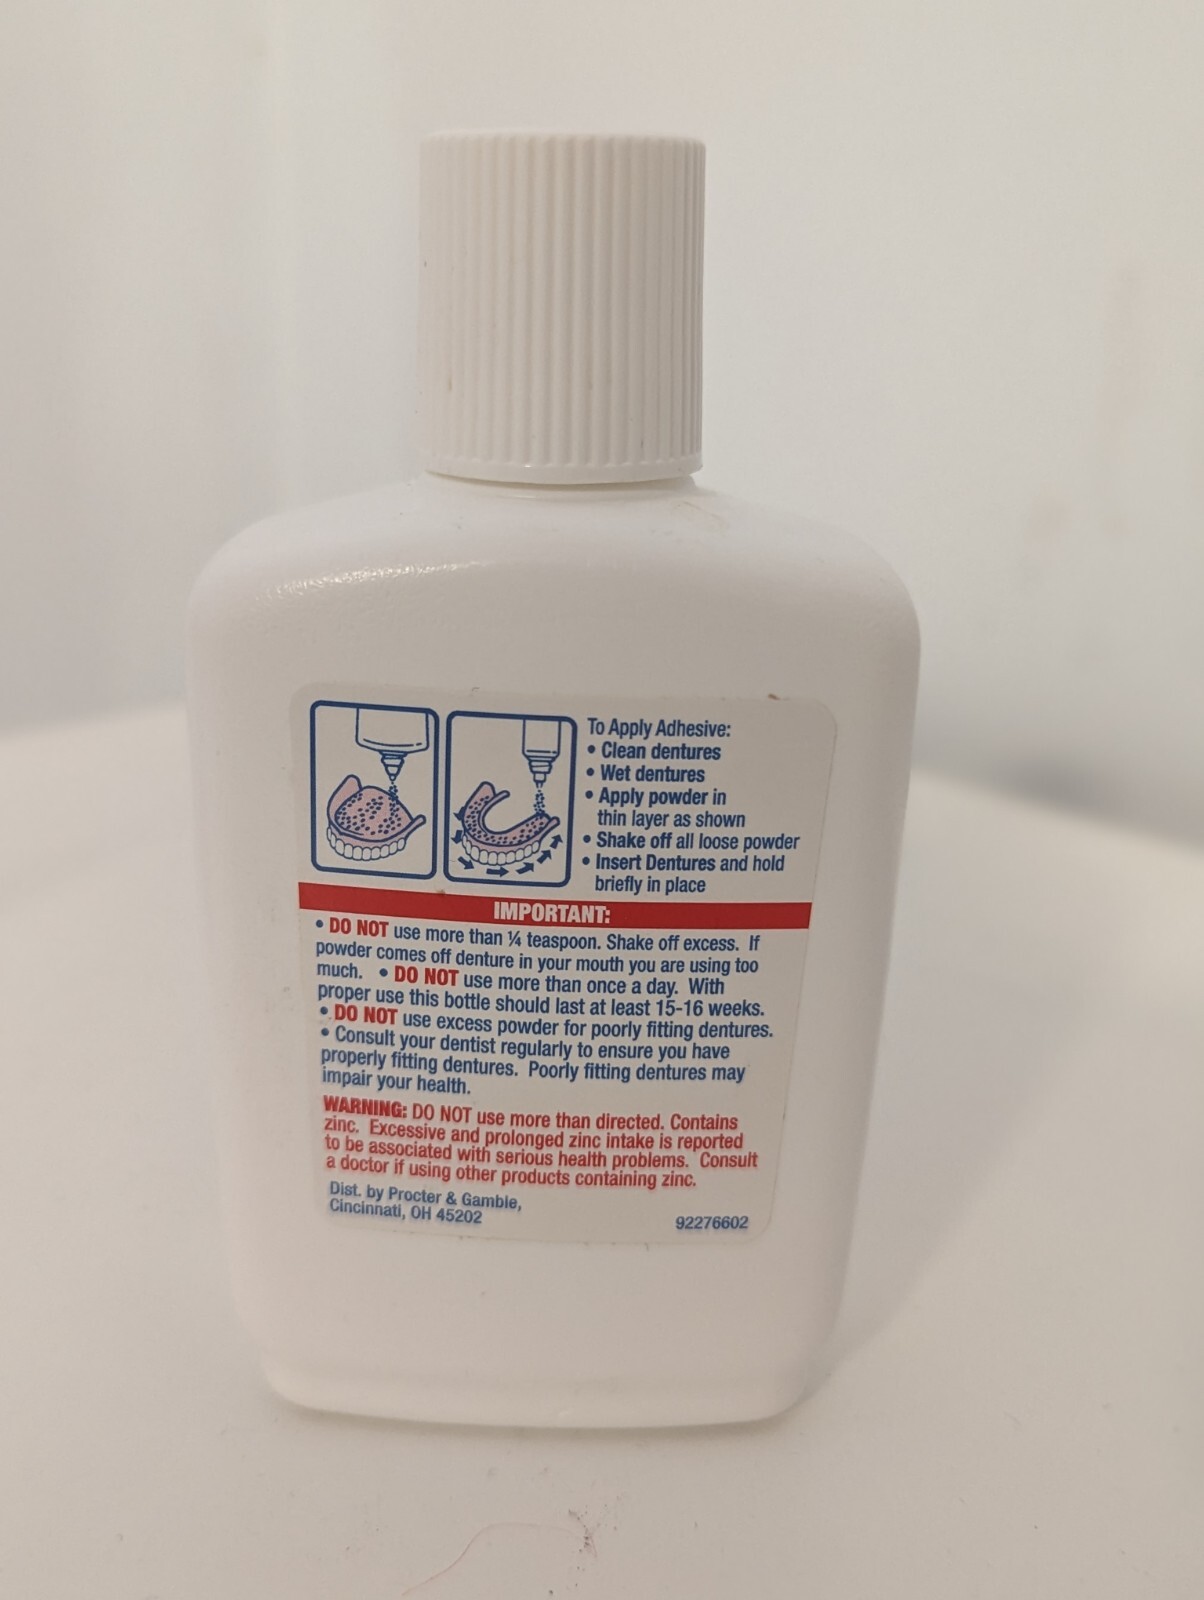 To Apply Adhesive:
• Clean dentures
• Wet dentures
• Apply powder in
thin layer as shown
• Shake off all loose powder
• Insert Dentures and hold
briefly in place
IMPORTANT:
• DO NOT use more than ¼ teaspoon. Shake off excess. If
powder comes off denture in your mouth you are using too
much. • DO NOT use more than once a day. With
proper use this bottle should last at least 15-16 weeks.
• DO NOT use excess powder for poorly fitting dentures.
• Consult your dentist regularly to ensure you have
properly fitting dentures. Poorly fitting dentures may
impair your health.
WARNING: DO NOT use more than directed. Contains
zinc. Excessive and prolonged zinc intake is reported
to be associated with serious health problems. Consult
a doctor if using other products containing zinc.
Dist. by Procter & Gamble,
Cincinnati, OH 45202
92276602